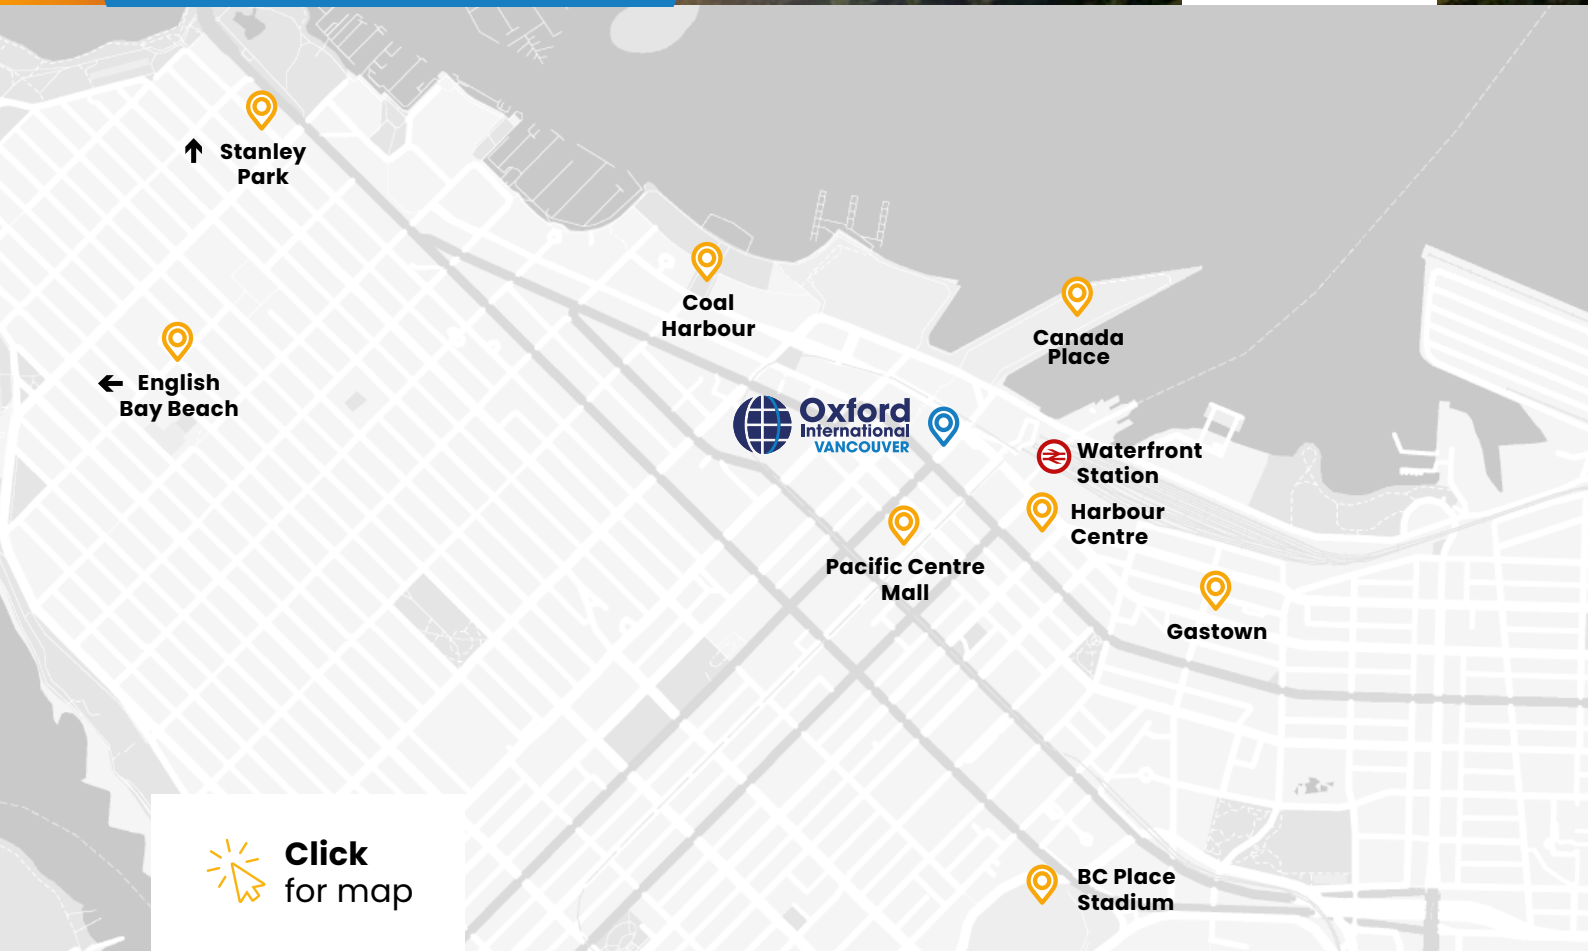 Stanley
Park
Coal
Harbour
Canada
Place
English
Bay Beach
Oxford
International
VANCOUVER
Waterfront
Station
Harbour
Centre
Pacific Centre
Mall
Gastown
Click
for map
BC Place
Stadium